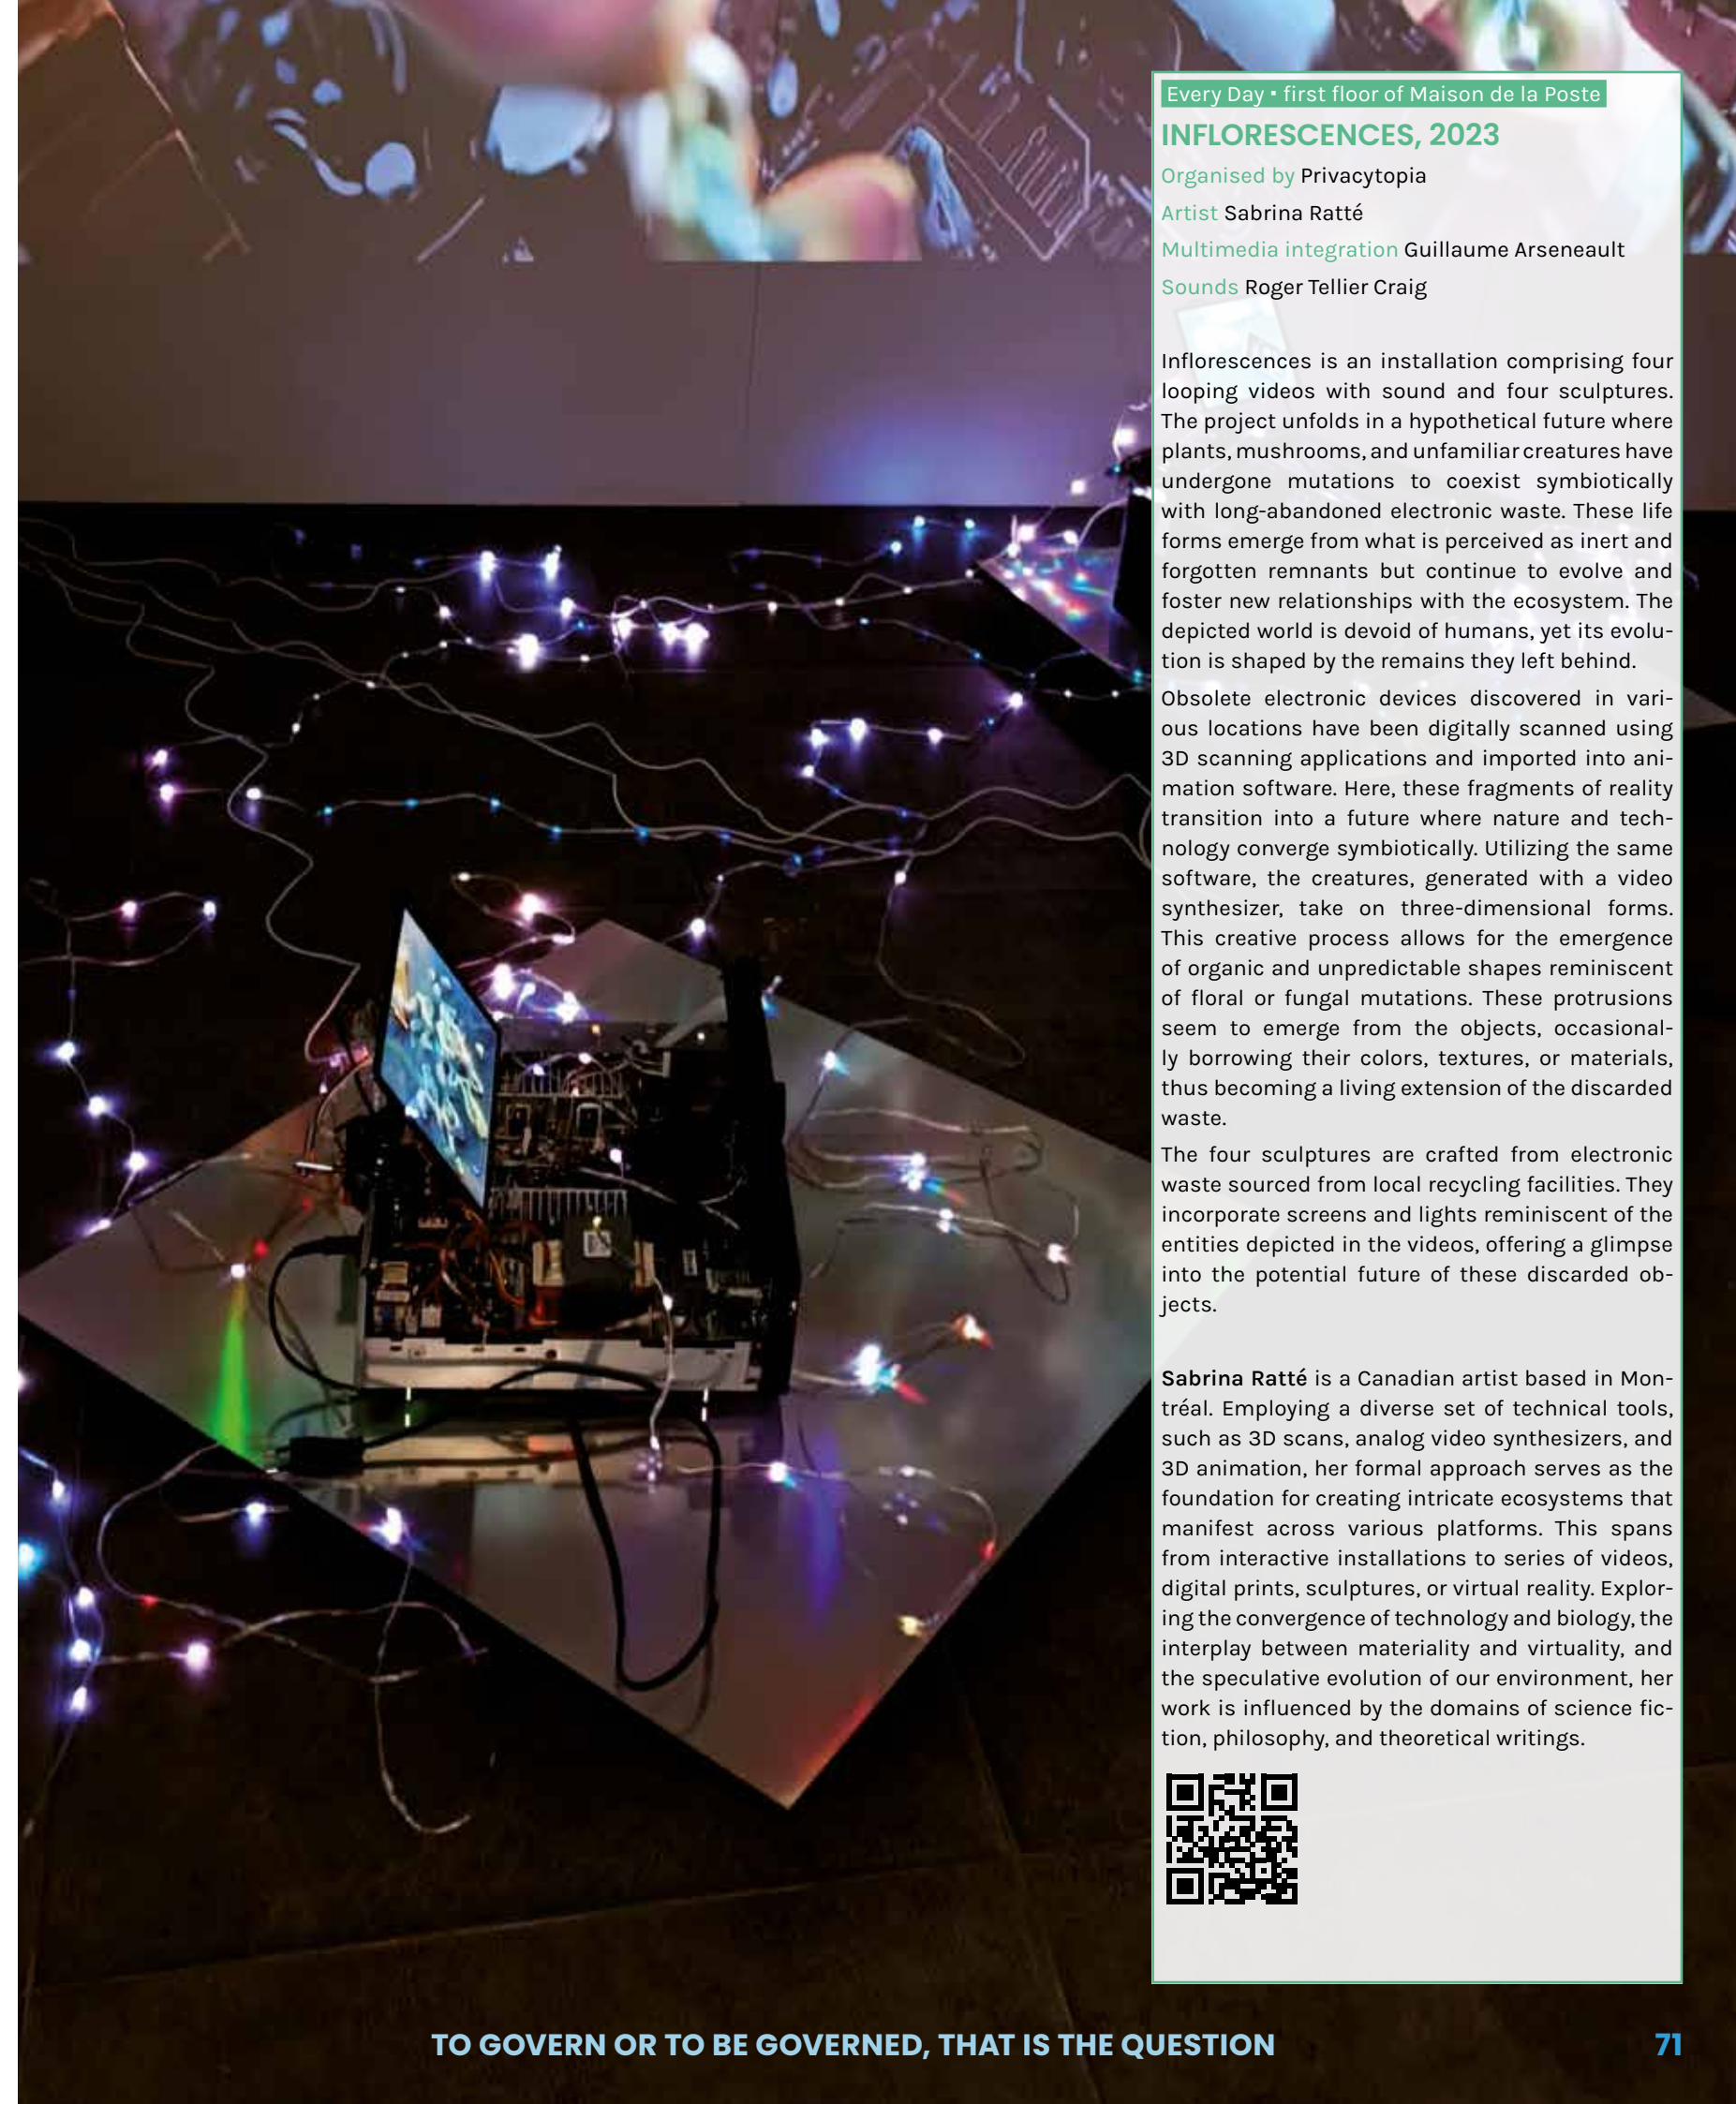 Every Day ▪ first floor of Maison de la Poste
INFLORESCENCES, 2023
Organised by Privacytopia
Artist Sabrina Ratté
Multimedia integration Guillaume Arseneault
Sounds Roger Tellier Craig
Inflorescences is an installation comprising four
looping videos with sound and four sculptures.
The project unfolds in a hypothetical future where
plants, mushrooms, and unfamiliar creatures have
undergone mutations to coexist symbiotically
with long-abandoned electronic waste. These life
forms emerge from what is perceived as inert and
forgotten remnants but continue to evolve and
foster new relationships with the ecosystem. The
depicted world is devoid of humans, yet its evolu-
tion is shaped by the remains they left behind.
Obsolete electronic devices discovered in vari-
ous locations have been digitally scanned using
3D scanning applications and imported into ani-
mation software. Here, these fragments of reality
transition into a future where nature and tech-
nology converge symbiotically. Utilizing the same
software, the creatures, generated with a video
synthesizer, take on three-dimensional forms.
This creative process allows for the emergence
of organic and unpredictable shapes reminiscent
of floral or fungal mutations. These protrusions
seem to emerge from the objects, occasional-
ly borrowing their colors, textures, or materials,
thus becoming a living extension of the discarded
waste.
The four sculptures are crafted from electronic
waste sourced from local recycling facilities. They
incorporate screens and lights reminiscent of the
entities depicted in the videos, offering a glimpse
into the potential future of these discarded ob-
jects.
Sabrina Ratté is a Canadian artist based in Mon-
tréal. Employing a diverse set of technical tools,
such as 3D scans, analog video synthesizers, and
3D animation, her formal approach serves as the
foundation for creating intricate ecosystems that
manifest across various platforms. This spans
from interactive installations to series of videos,
digital prints, sculptures, or virtual reality. Explor-
ing the convergence of technology and biology, the
interplay between materiality and virtuality, and
the speculative evolution of our environment, her
work is influenced by the domains of science fic-
tion, philosophy, and theoretical writings.
TO GOVERN OR TO BE GOVERNED, THAT IS THE QUESTION
71